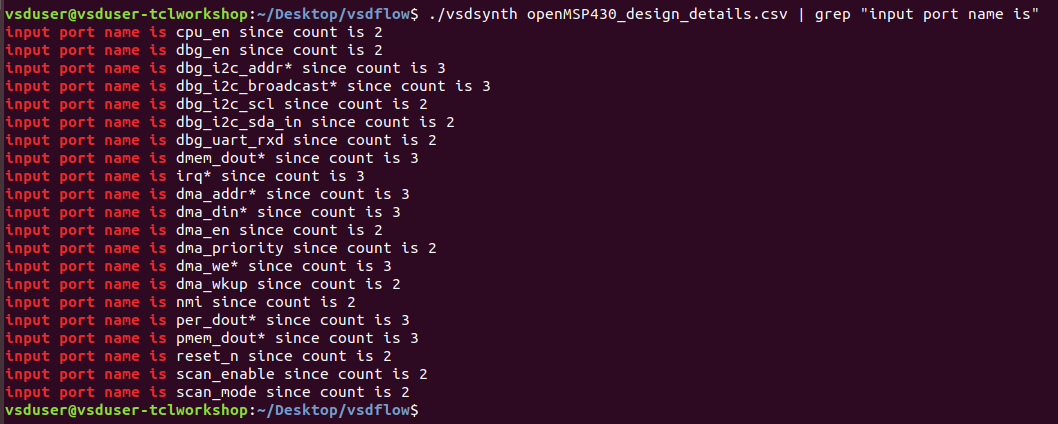 vsduser@vsduser-tclworkshop:~/Desktop/vsdflow$ ./vsdsynth openMSP430_design_details.csv | grep "input port name is"
input port name is cpu_en since count is 2
input port name is dbg_en since count is 2
input port name is dbg_i2c_addr* since count is 3
input port name is dbg_i2c_broadcast* since count is 3
input port name is dbg_i2c_scl since count is 2
input port name is dbg_i2c_sda_in since count is 2
input port name is dbg_uart_rxd since count is 2
input port name is dmem_dout* since count is 3
input port name is irq* since count is 3
input port name is dma_addr* since count is 3
input port name is dma_din* since count is 3
input port name is dma_en since count is 2
input port name is dma_priority since count is 2
input port name is dma_we* since count is 3
input port name is dma_wkup since count is 2
input port name is nmi since count is 2
input port name is per_dout* since count is 3
input port name is pmem_dout* since count is 3
input port name is reset_n since count is 2
input port name is scan_enable since count is 2
input port name is scan_mode since count is 2
vsduser@vsduser-tclworkshop:~/Desktop/vsdflow$